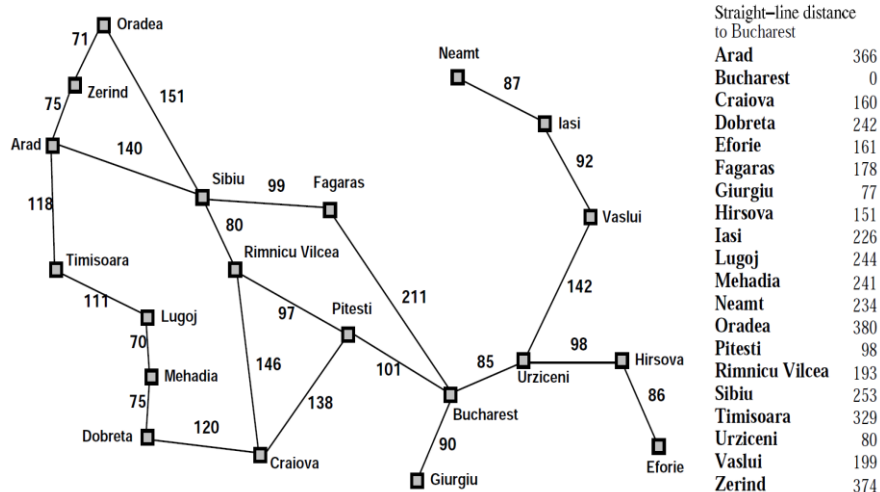 Oradea
71
Neamt
87
Zerind
151
75
Iasi
Arad
140
92
Sibiu
99
Fagaras
118
Vaslui
80
Timisoara
Rimnicu Vilcea
142
111
211
Lugoj
97
Pitesti
70
98
Hirsova
146
85
101
Urziceni
Mehadia
86
75
138
Bucharest
120
Dobreta
90
Craiova
Eforie
Giurgiu
Straight–line distance
to Bucharest
Arad 366
Bucharest 0
Craiova 160
Dobreta 242
Eforie 161
Fagaras 178
Giurgiu 77
Hirsova 151
Iasi 226
Lugoj 244
Mehadia 241
Neamt 234
Oradea 380
Pitesti 98
Rimnicu Vilcea 193
Sibiu 253
Timisoara 329
Urziceni 80
Vaslui 199
Zerind 374